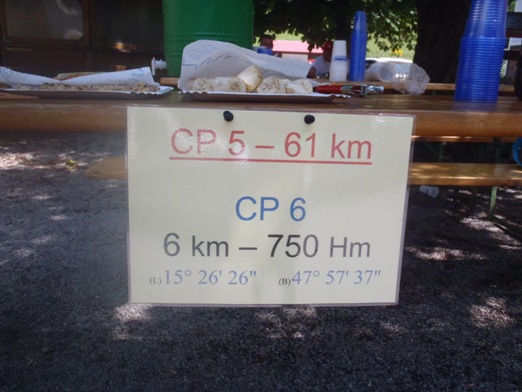 CP 5 – 61 km
CP 6
6 km – 750 Hm
(L) 15° 26' 26" (B) 47° 57' 37"